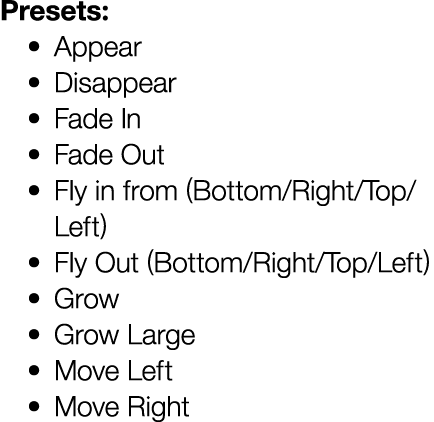 Presets:
• Appear
• Disappear
• Fade In
• Fade Out
• Fly in from (Bottom/Right/Top/
Left)
• Fly Out (Bottom/Right/Top/Left)
• Grow
• Grow Large
• Move Left
• Move Right